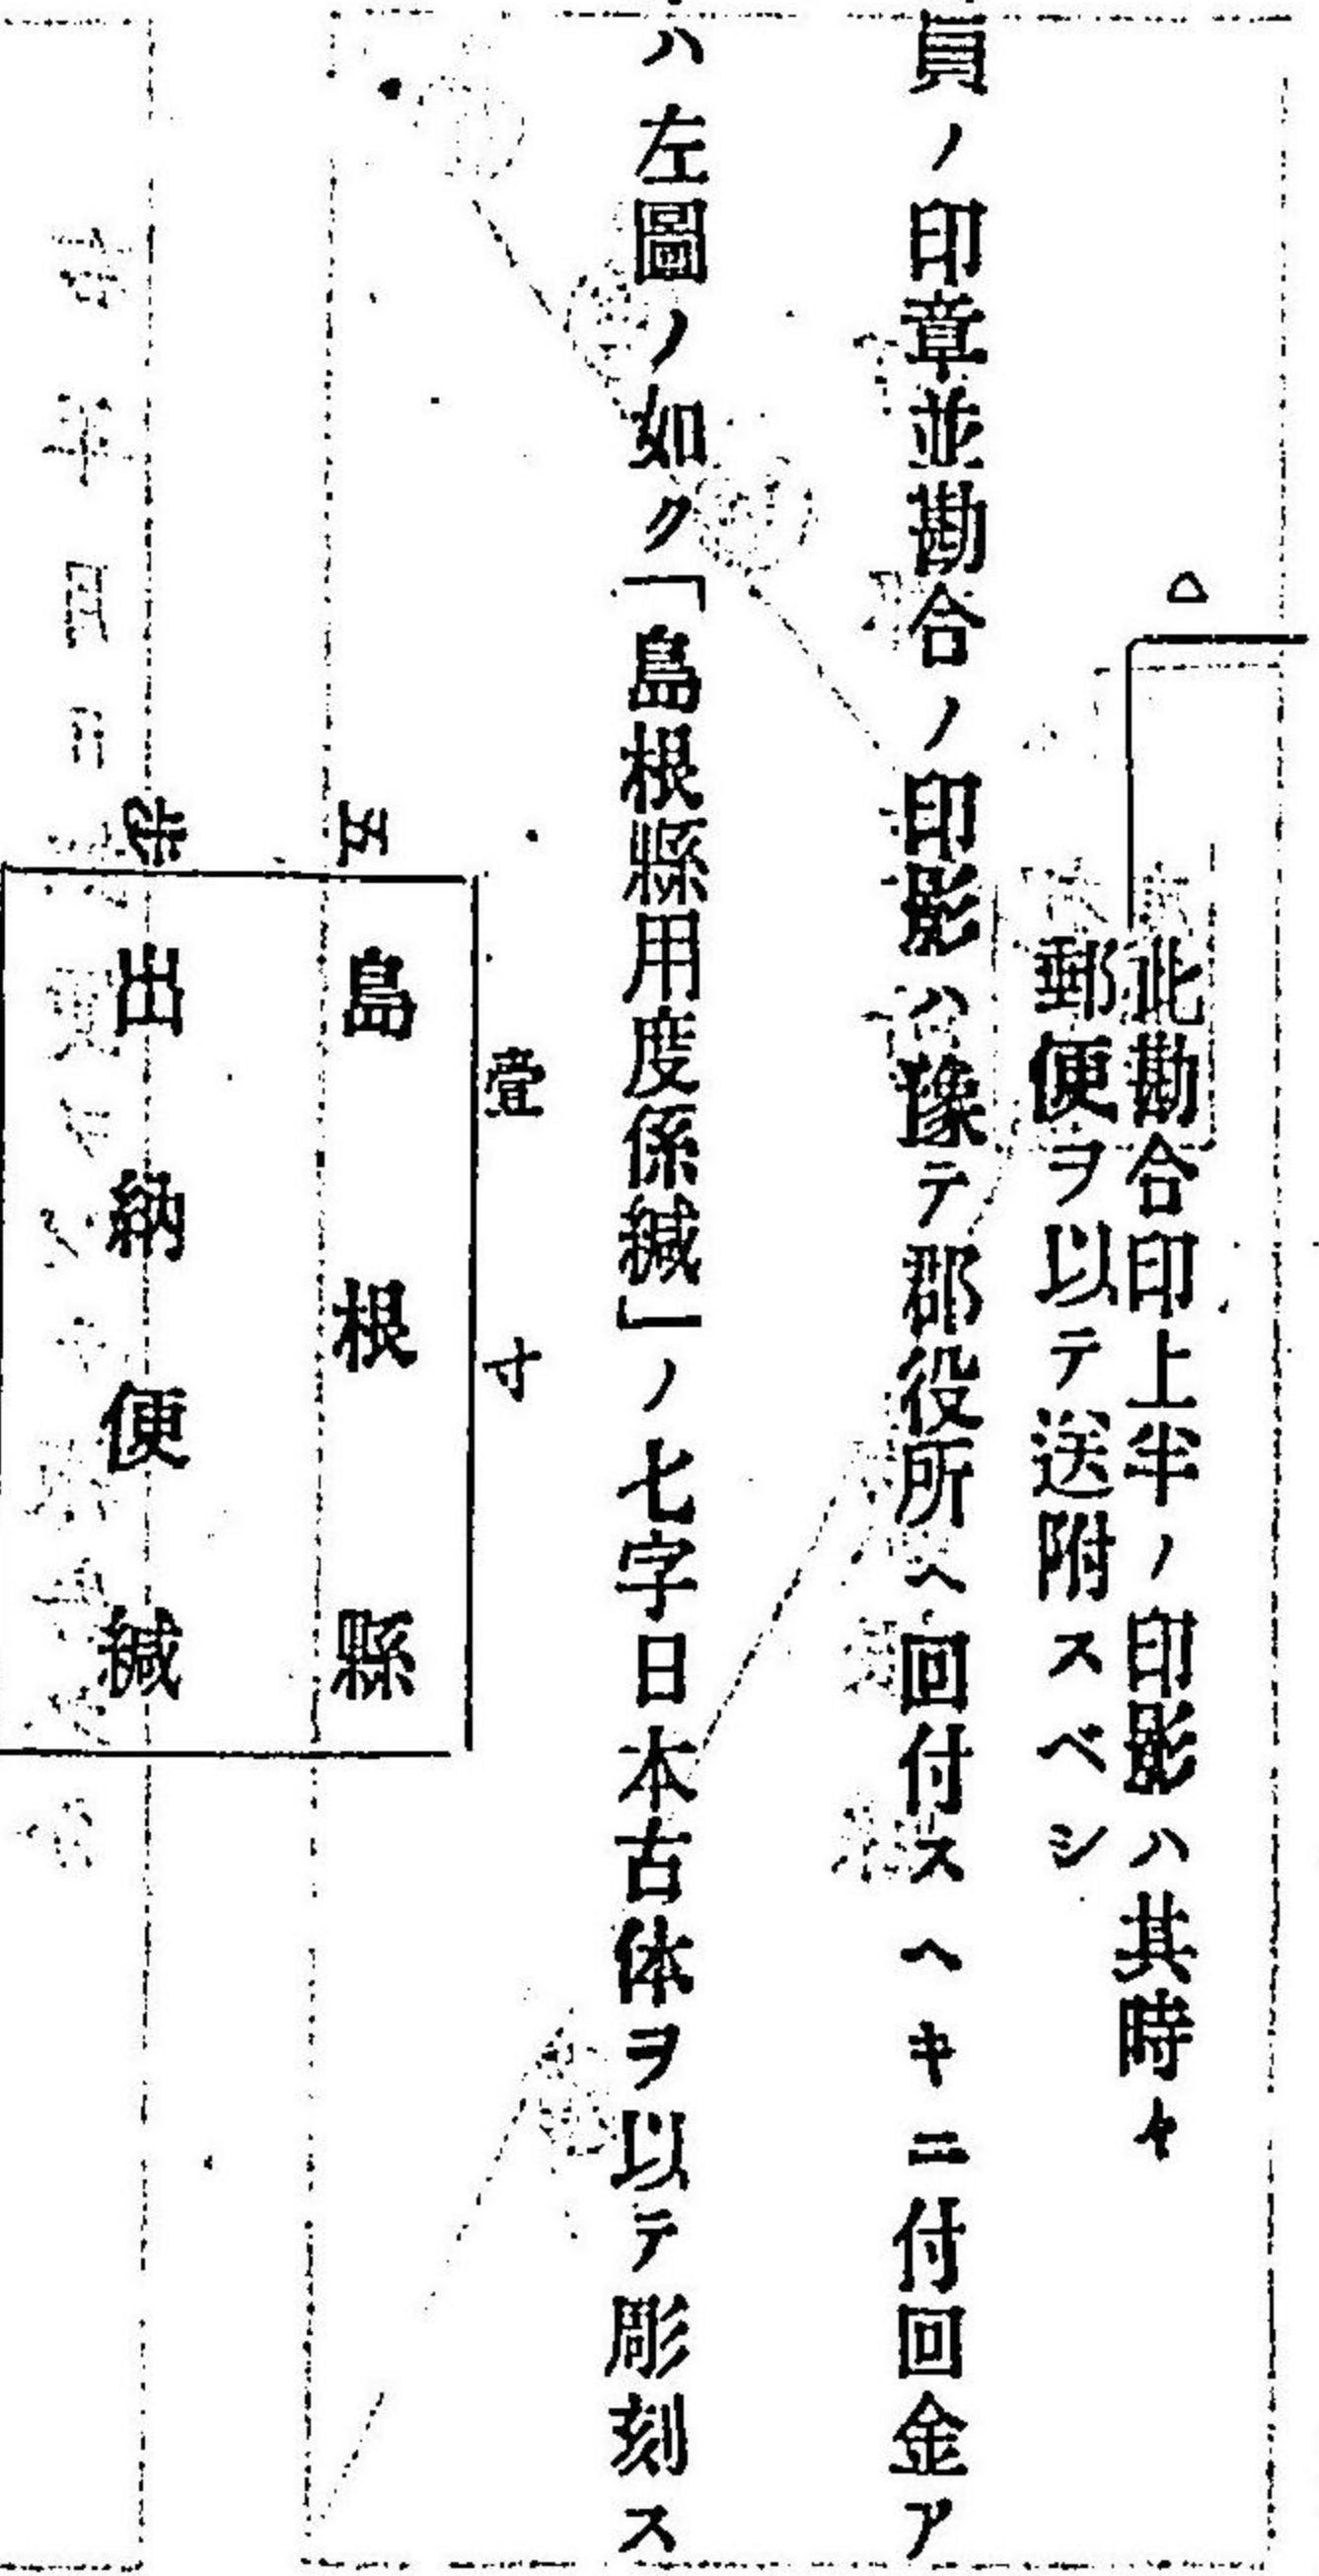 △
此勘合印上半ノ印影ハ其時々
郵便ヲ以テ送附スベシ
員ノ印章並勘合ノ印影ハ豫テ郡役所ヘ回付スヘキニ付回金ア
ハ左圖ノ如ク「島根縣用度係緘」ノ七字日本古体ヲ以テ彫刻ス
壹寸
五
島根縣
出納便緘